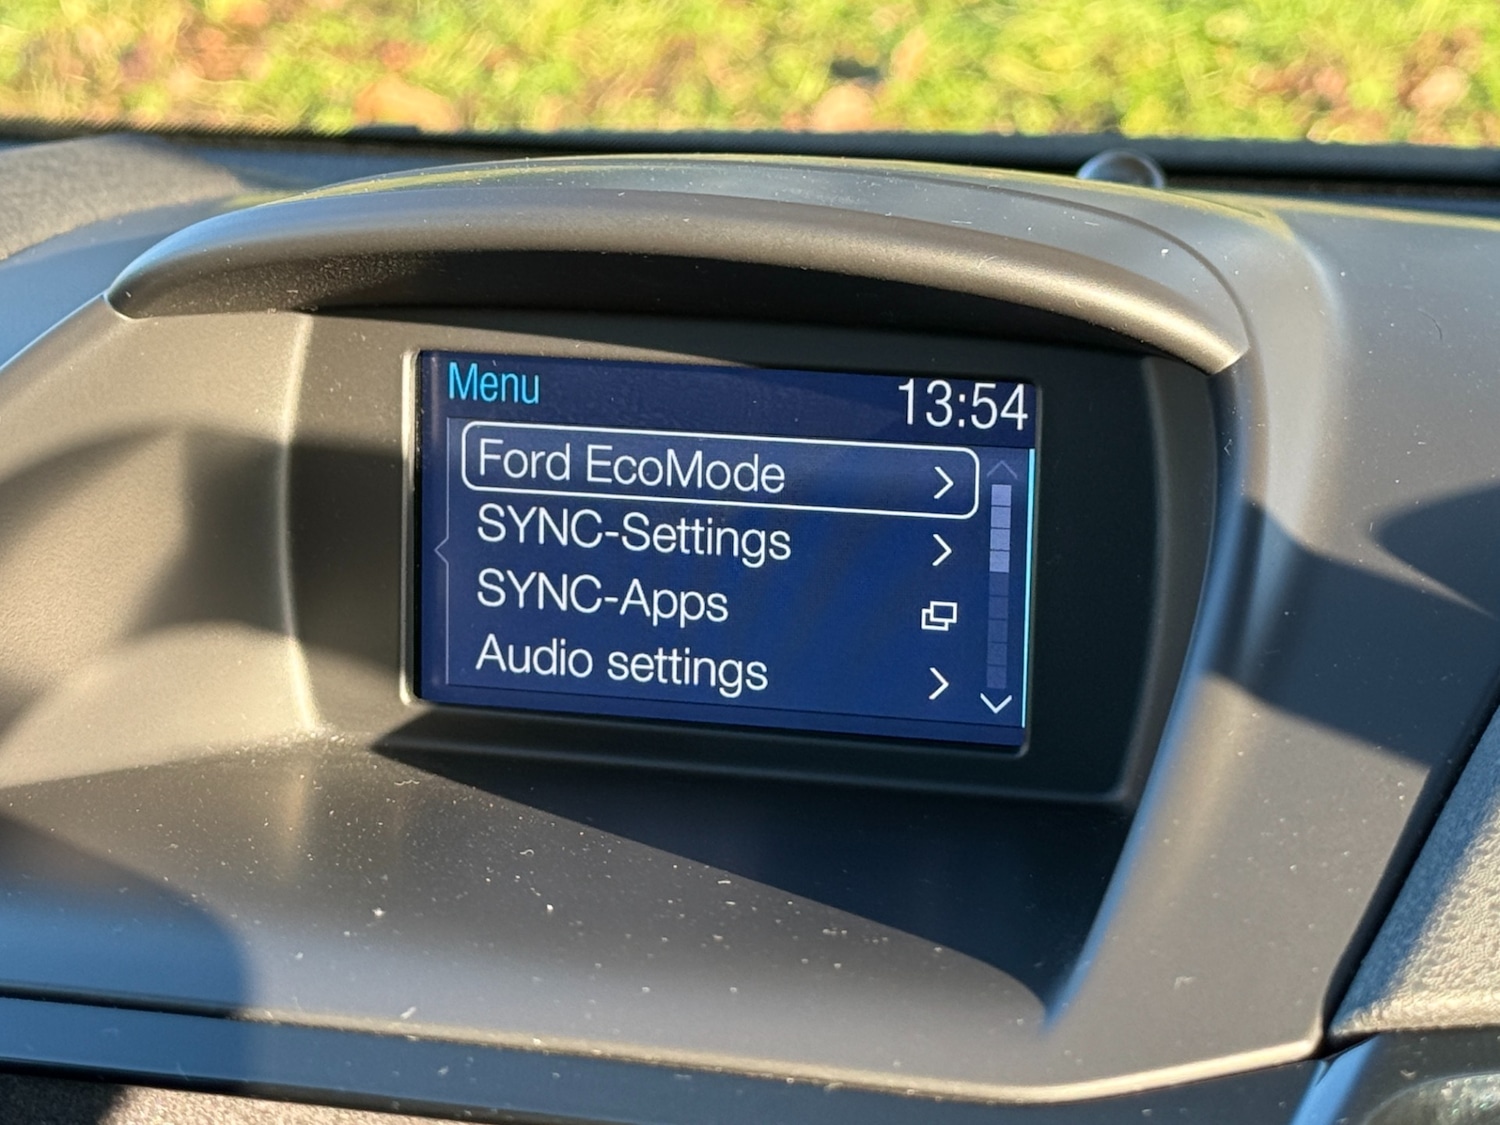 Menu
13:54
Ford EcoMode
SYNC-Settings
SYNC-Apps
Audio settings